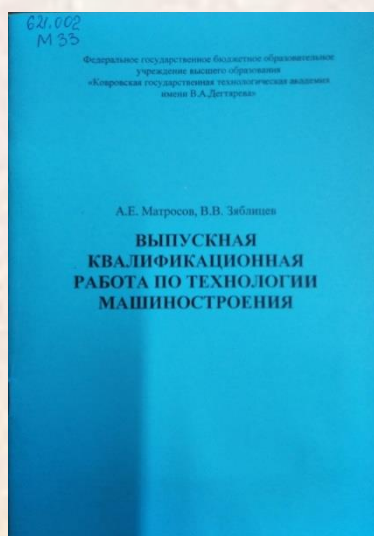 621.002
М 33
Федеральное государственное бюджетное образовательное
учреждение высшего образования
«Ковровская государственная технологическая академия
имени В.А.Дегтярева»
А.Е. Матросов, В.В. Зяблицев
ВЫПУСКНАЯ
КВАЛИФИКАЦИОННАЯ
РАБОТА ПО ТЕХНОЛОГИИ
МАШИНОСТРОЕНИЯ